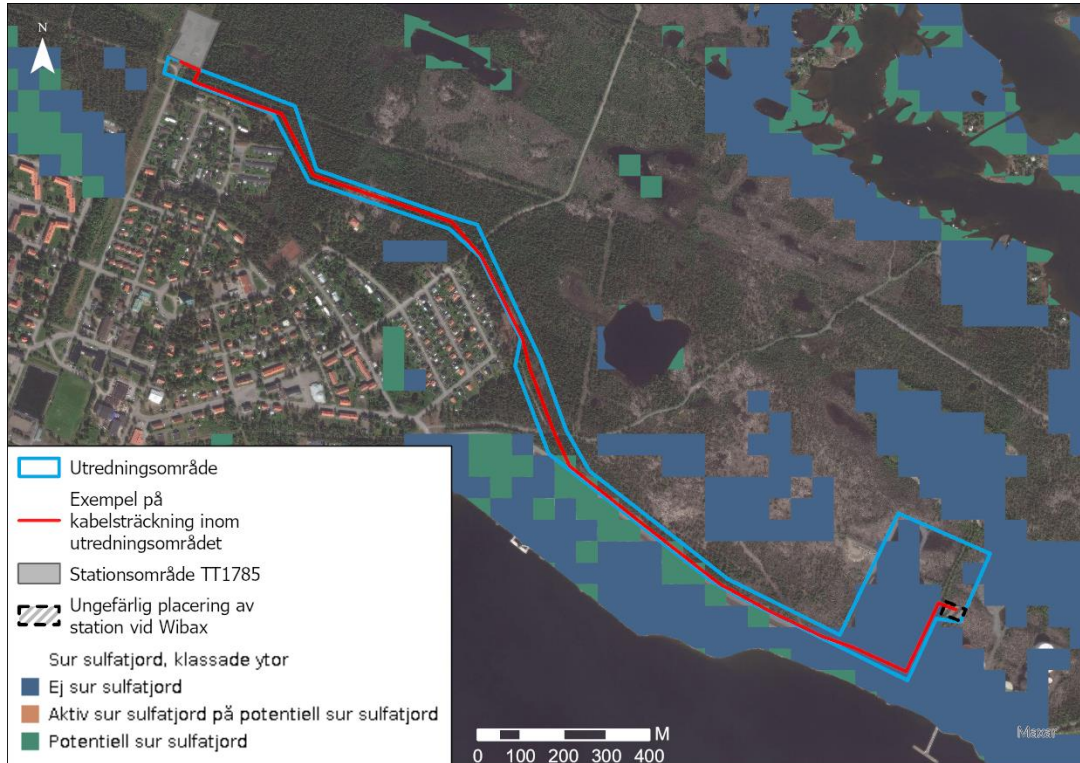 N
Utredningsområde
Exempel på
kabelsträckning inom
utredningsområdet
Stationsområde TT1785
Ungefärlig placering av
station vid Wibax
Sur sulfatjord, klassade ytor
Ej sur sulfatjord
Aktiv sur sulfatjord på potentiell sur sulfatjord
Potentiell sur sulfatjord
M
0 100 200 300 400
Maxar